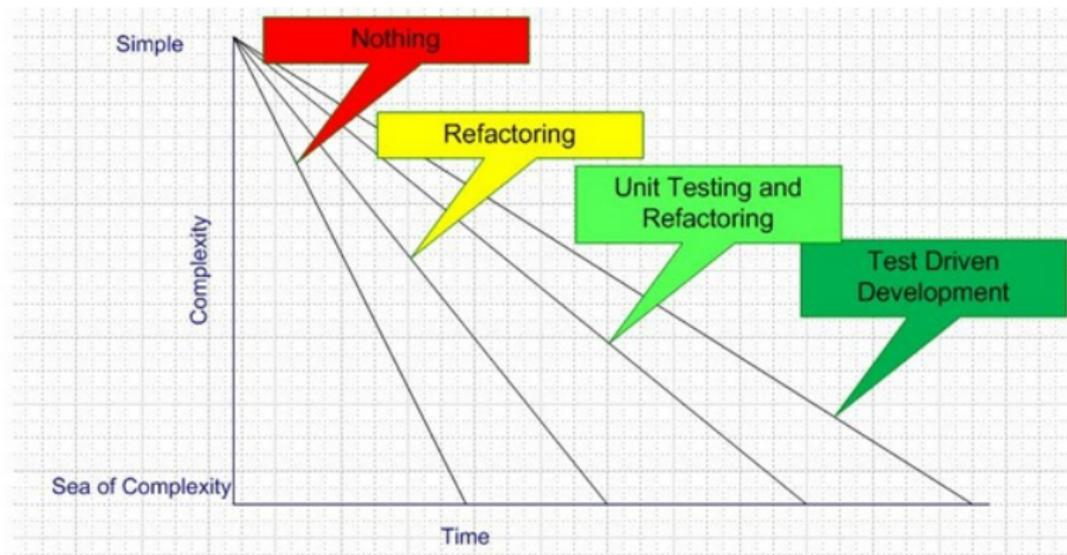 Simple
Nothing
Refactoring
Unit Testing and
Refactoring
Test Driven
Development
Complexity
Sea of Complexity
Time